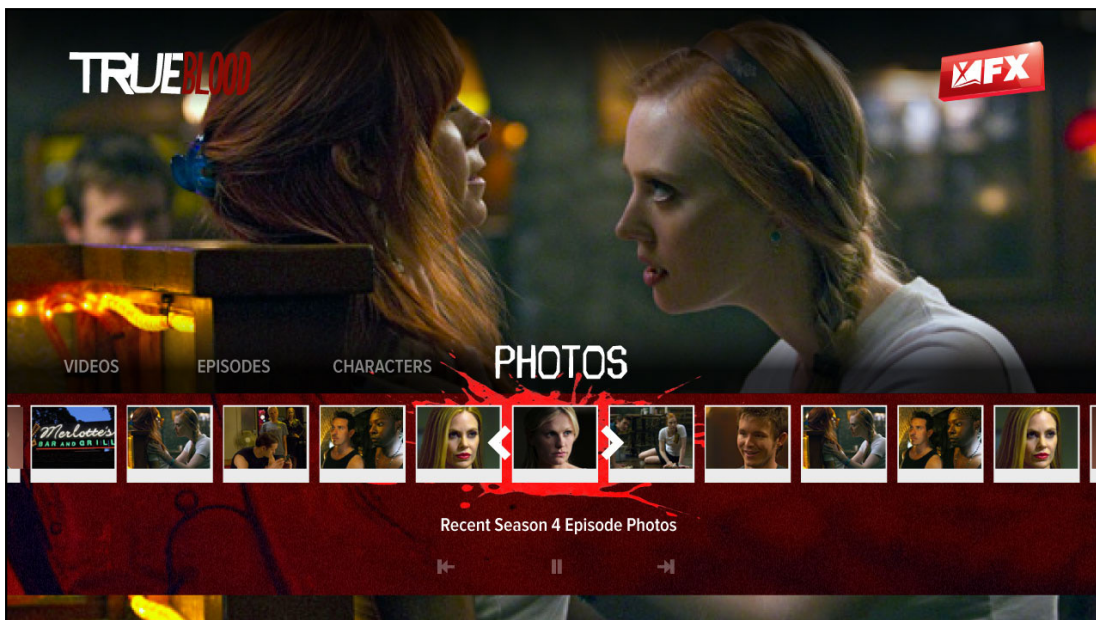 TRUEBLOOD
FX
VIDEOS
EPISODES
CHARACTERS
PHOTOS
Merlotte's
BAR AND GRILL
Recent Season 4 Episode Photos